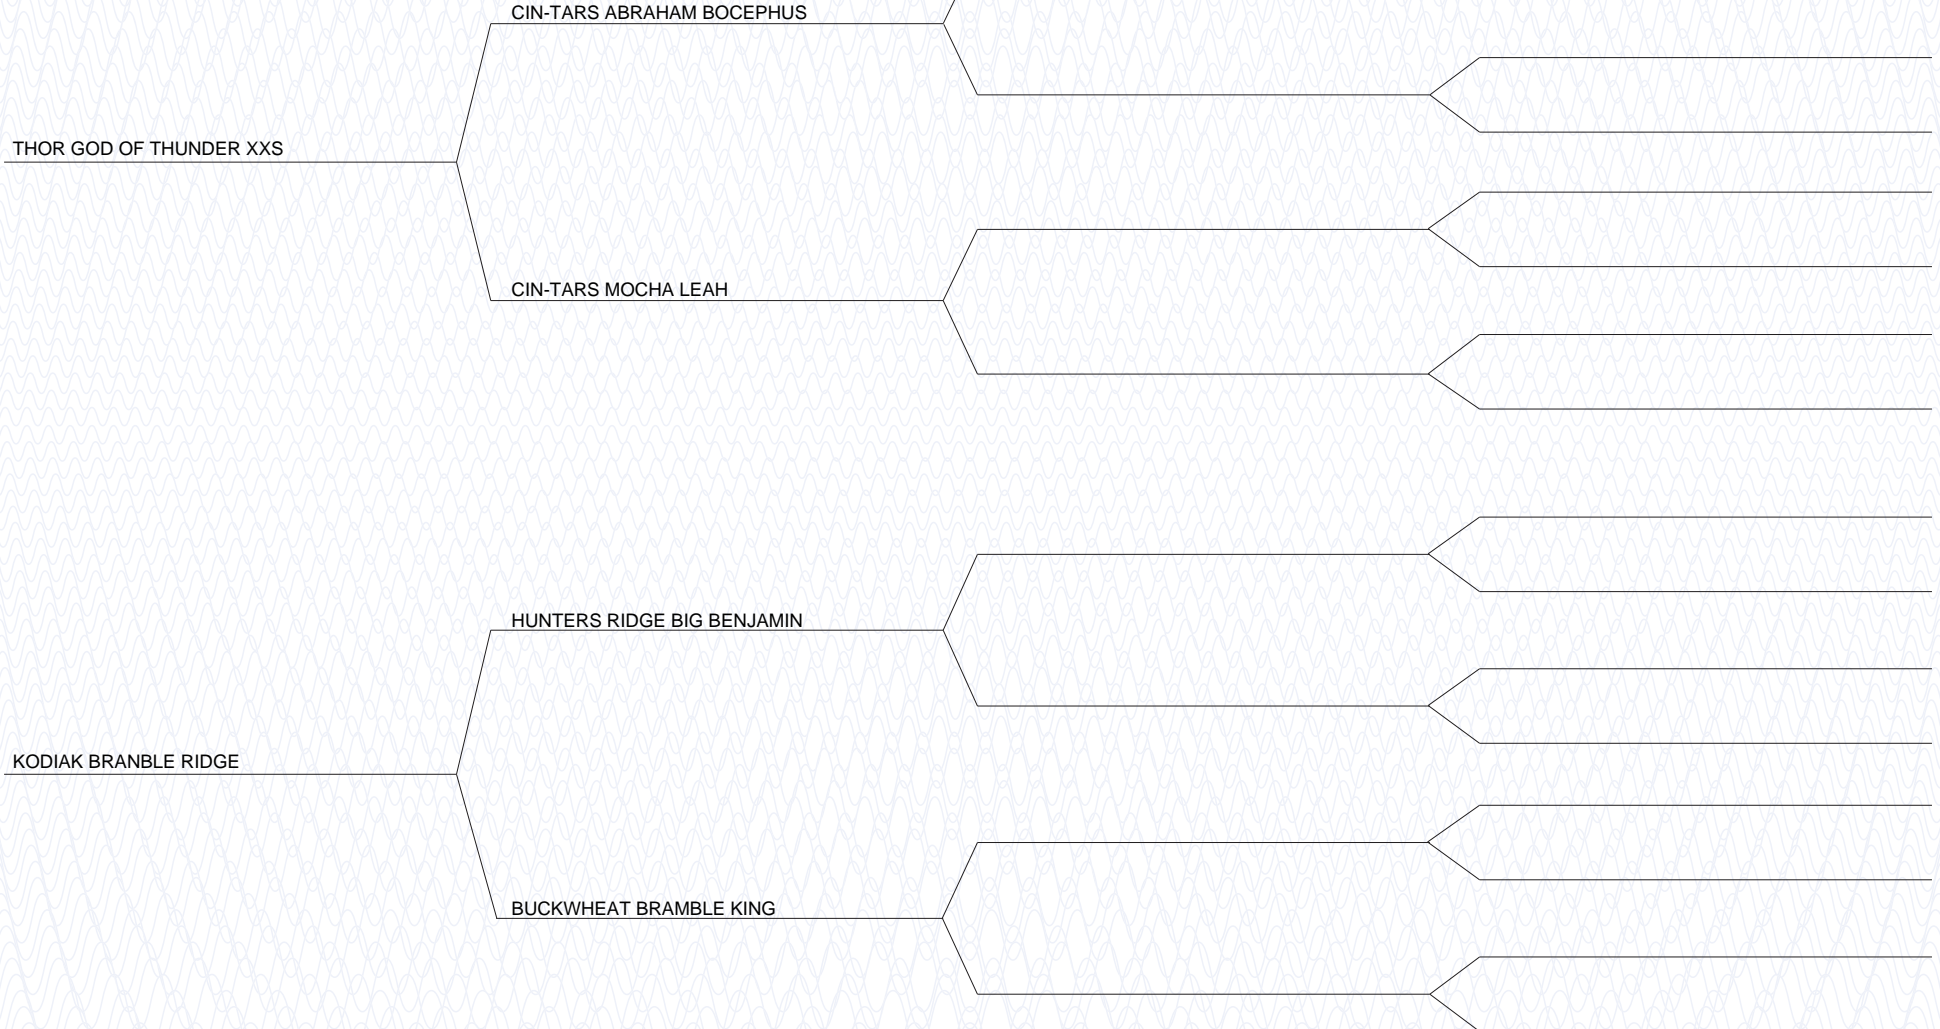 CIN-TARS ABRAHAM BOCEPHUS
THOR GOD OF THUNDER XXS
CIN-TARS MOCHA LEAH
HUNTERS RIDGE BIG BENJAMIN
KODIAK BRANBLE RIDGE
BUCKWHEAT BRAMBLE KING